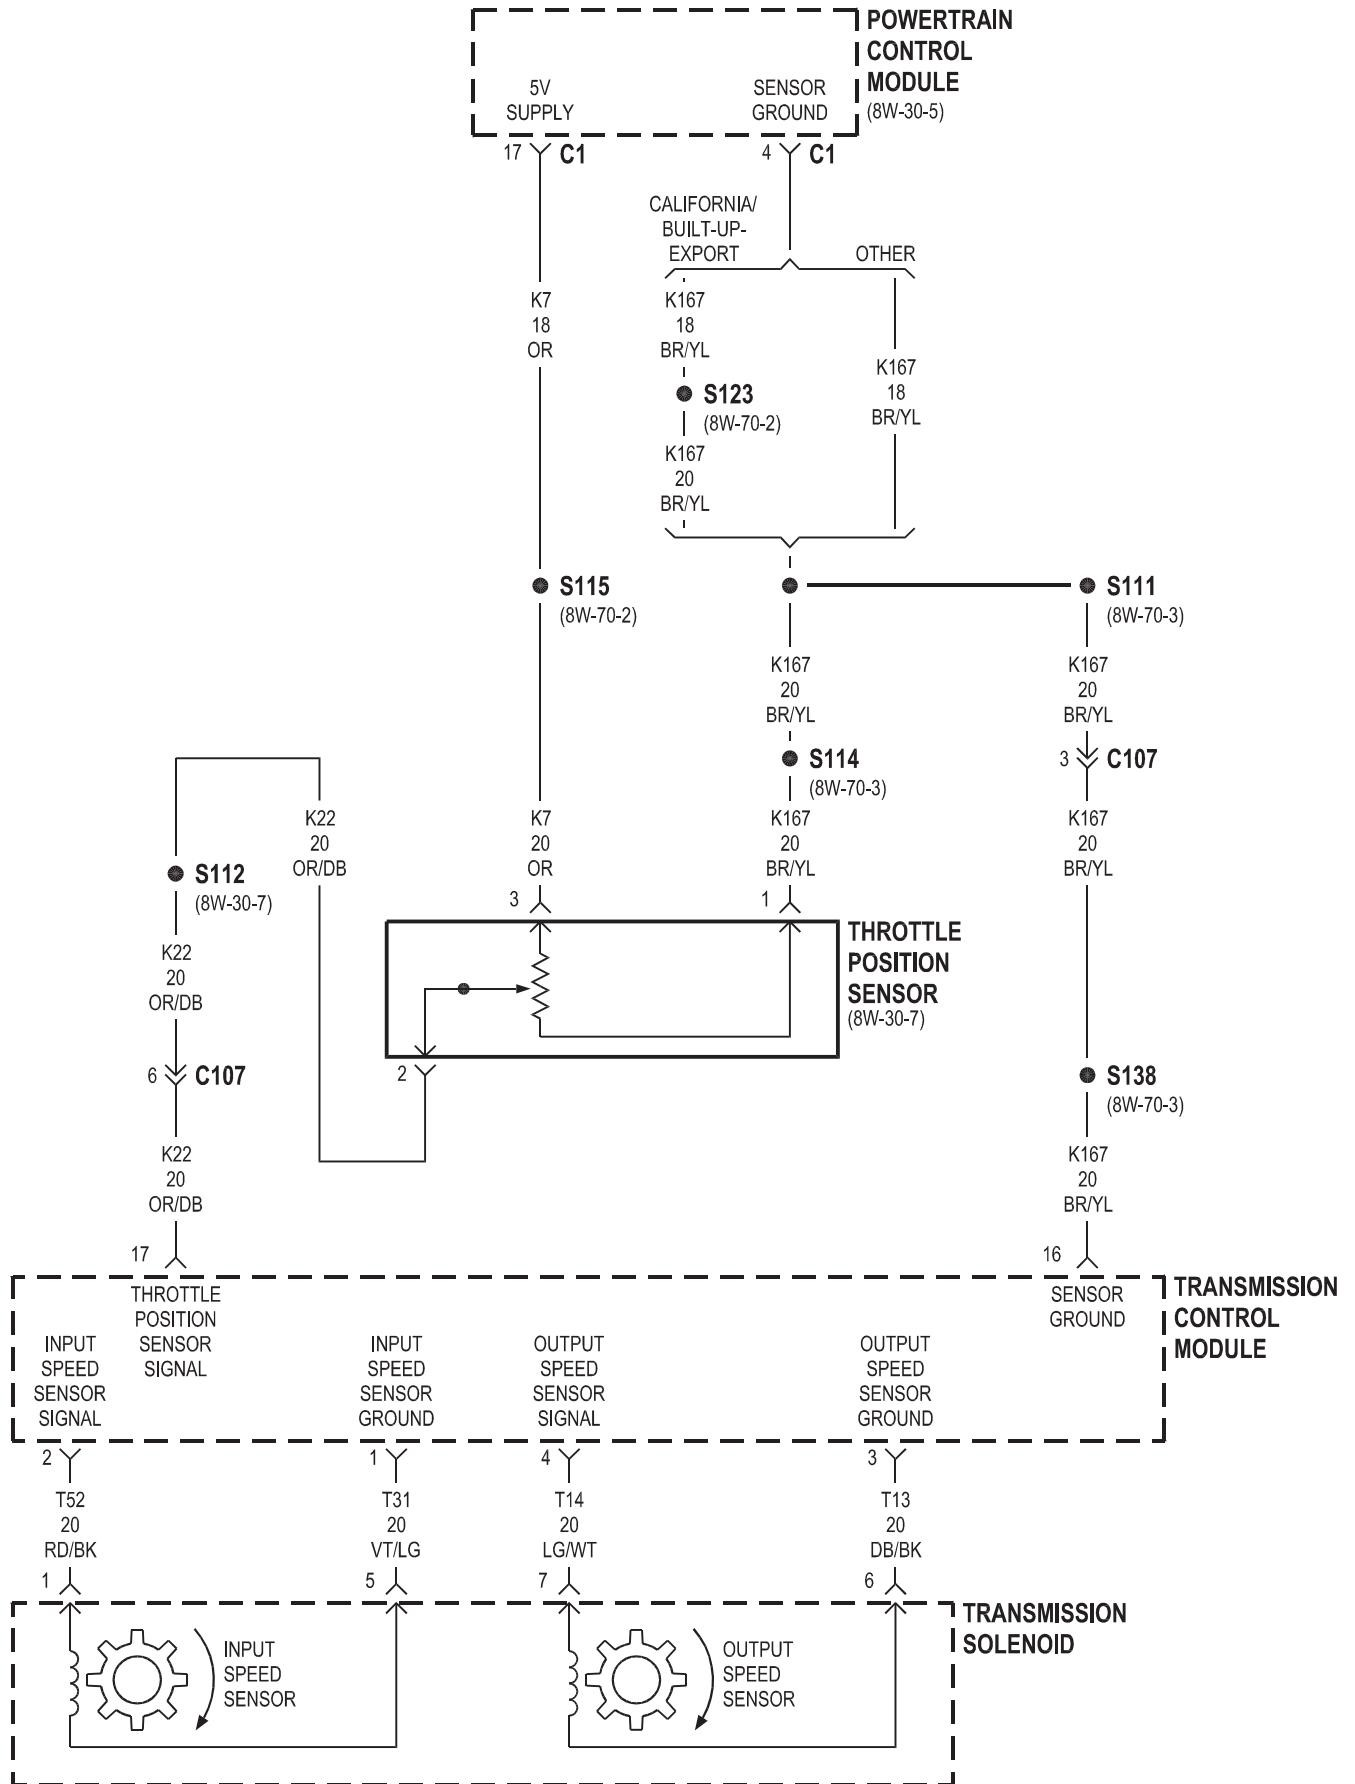 POWERTRAIN
CONTROL
MODULE
(8W-30-5)
5V
SUPPLY
SENSOR
GROUND
17
C1
4
C1
CALIFORNIA/
BUILT-UP-
EXPORT
OTHER
K7
18
OR
K167
18
BR/YL
K167
18
BR/YL
S123
(8W-70-2)
K167
20
BR/YL
S115
(8W-70-2)
S111
(8W-70-3)
K167
20
BR/YL
K167
20
BR/YL
S114
(8W-70-3)
3
C107
K22
20
OR/DB
K7
20
OR
K167
20
BR/YL
K167
20
BR/YL
S112
(8W-30-7)
3
1
THROTTLE
POSITION
SENSOR
(8W-30-7)
K22
20
OR/DB
2
6
C107
S138
(8W-70-3)
K22
20
OR/DB
K167
20
BR/YL
17
16
TRANSMISSION
CONTROL
MODULE
THROTTLE
POSITION
SENSOR
SIGNAL
SENSOR
GROUND
INPUT
SPEED
SENSOR
SIGNAL
INPUT
SPEED
SENSOR
GROUND
OUTPUT
SPEED
SENSOR
SIGNAL
OUTPUT
SPEED
SENSOR
GROUND
2
1
4
3
T52
20
RD/BK
T31
20
VT/LG
T14
20
LG/WT
T13
20
DB/BK
1
5
7
6
TRANSMISSION
SOLENOID
INPUT
SPEED
SENSOR
OUTPUT
SPEED
SENSOR